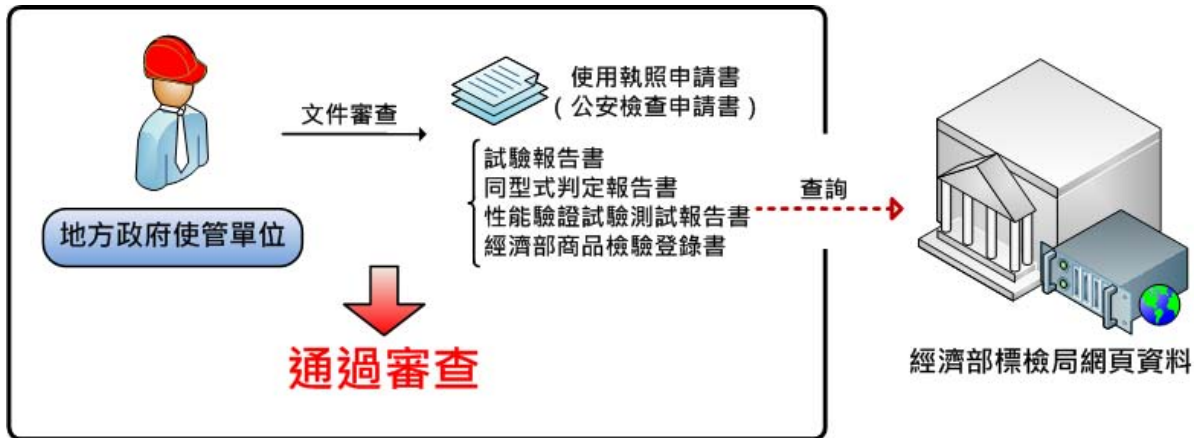 地方政府使管單位
文件審查
使用執照申請書
(公安檢查申請書)
試驗報告書
同型式判定報告書
性能驗證試驗測試報告書
經濟部商品檢驗登錄書
查詢
通過審查
經濟部標檢局網頁資料